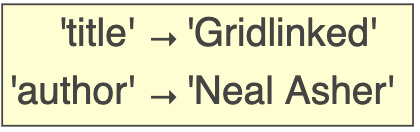 'title' → 'Gridlinked'
'author' → 'Neal Asher'